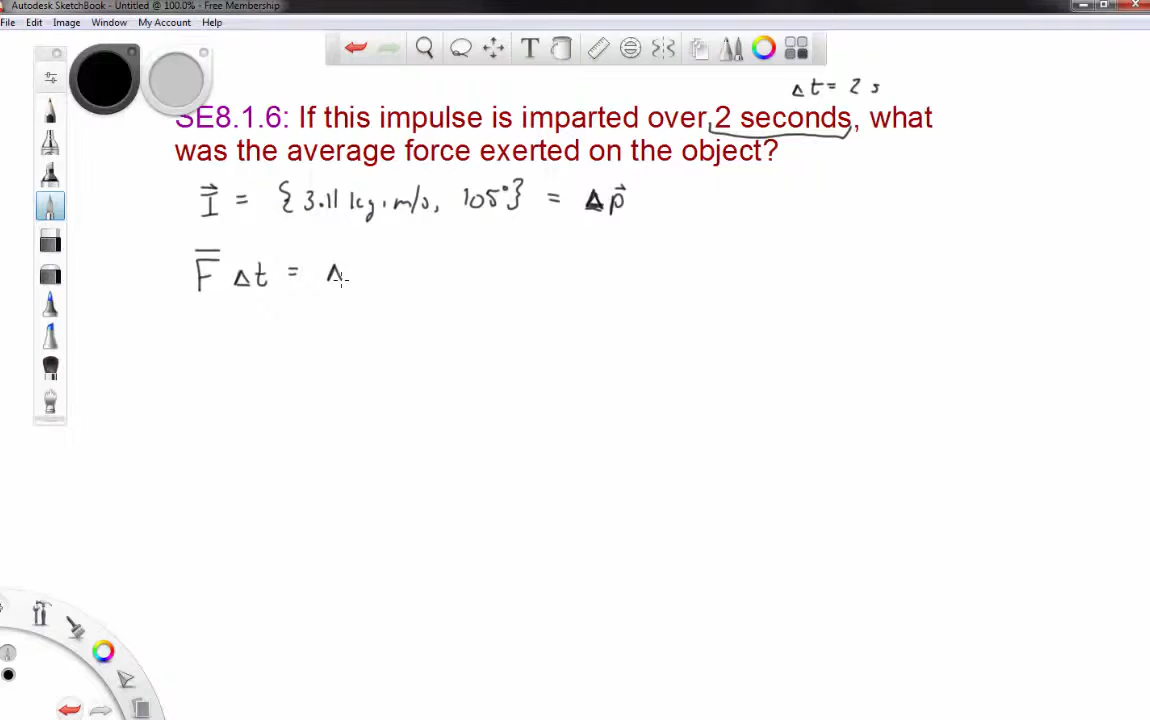 Autodesk SketchBook - Untitled @ 100.0% - Free Membership
File Edit Image Window My Account Help
T
Δt = 2 s
SE8.1.6: If this impulse is imparted over 2 seconds, what
was the average force exerted on the object?
I⃗ = {3.11 kg·m/s, 105°} = Δp⃗
F̅ Δt = Δ